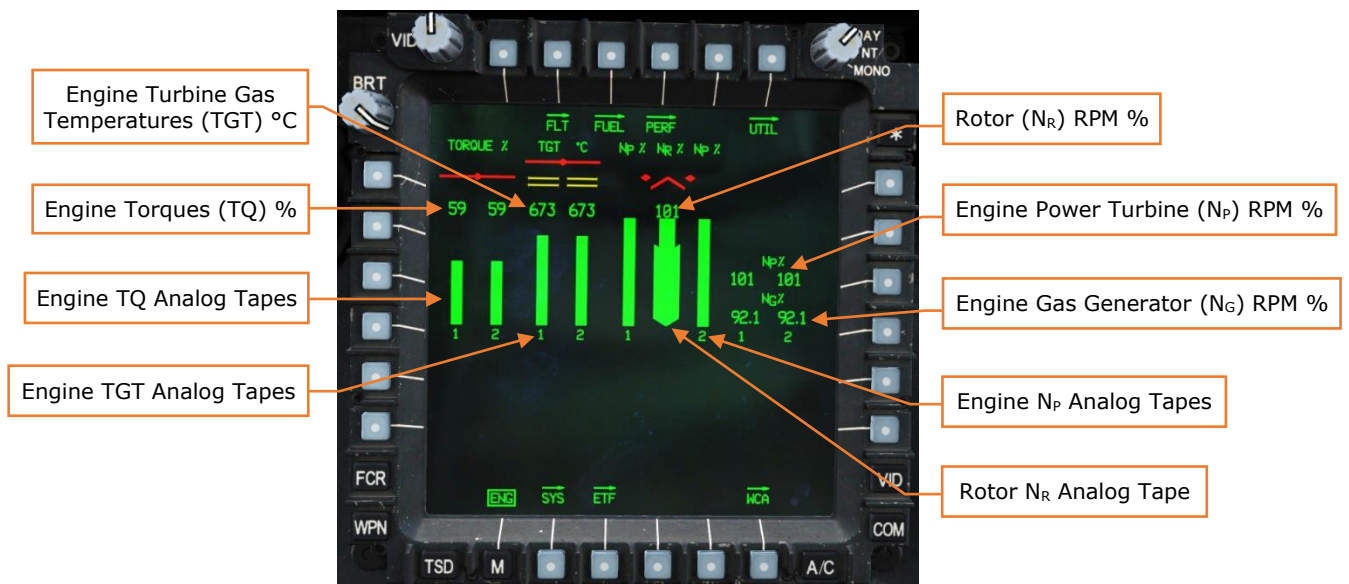 VID
DAY
NT
MONO
BRT
Engine Turbine Gas
Temperatures (TGT) °C
Rotor (NR) RPM %
*
FLT FUEL PERF UTIL
TORQUE % TGT °C NP % NR % NP %
Engine Torques (TQ) %
59 59 673 673 101
Engine Power Turbine (NP) RPM %
NP%
101 101
Engine TQ Analog Tapes
NG%
92.1 92.1
Engine Gas Generator (NG) RPM %
1 2 1 2 1 2 1 2
Engine TGT Analog Tapes
Engine NP Analog Tapes
FCR
VID
Rotor NR Analog Tape
ENG SYS ETF WCA
WPN
COM
TSD M A/C